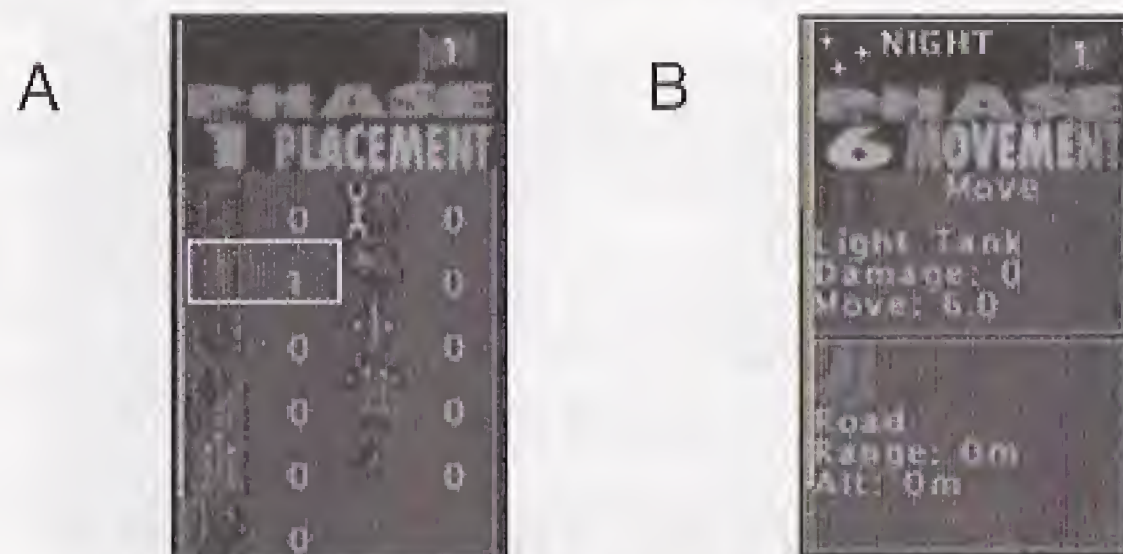 A
1
PHASE
1 PLACEMENT
0 0
1 0
0 0
0 0
0 0
0
B
NIGHT 1
PHASE
6 MOVEMENT
Move
Light Tank
Damage: 0
Move: 6.0
Road
Range: 0m
Alt: 0m